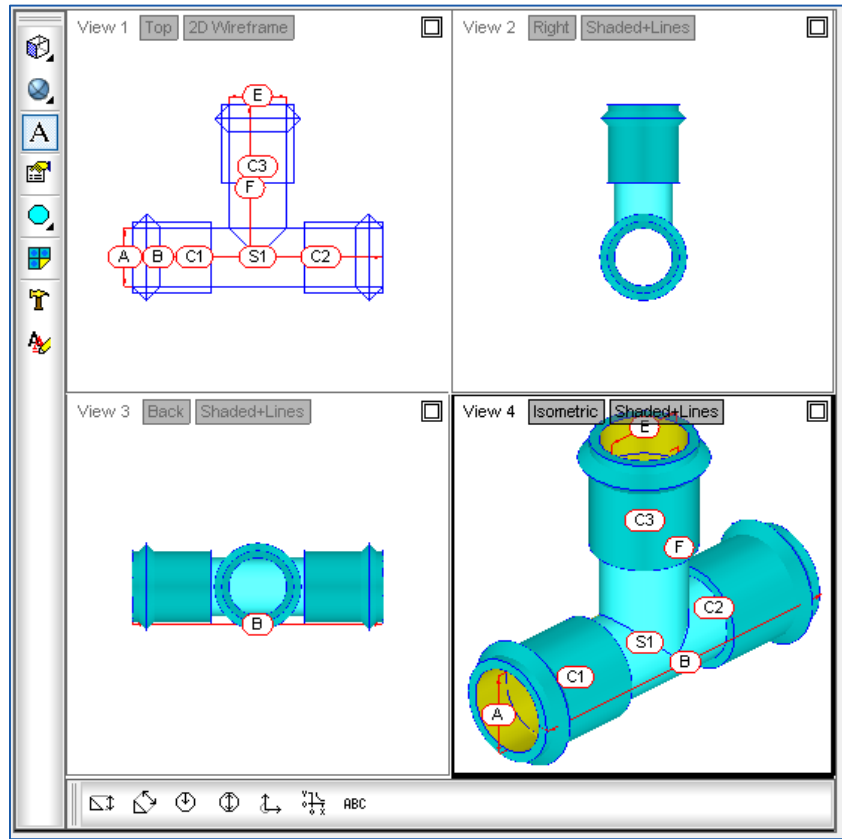 View 1 Top 2D Wireframe
View 2 Right Shaded+Lines
A
E
C3
F
A B C1 S1 C2
View 3 Back Shaded+Lines
View 4 Isometric Shaded+Lines
E
C3
F
C2
S1
B
C1
A
B
ABC